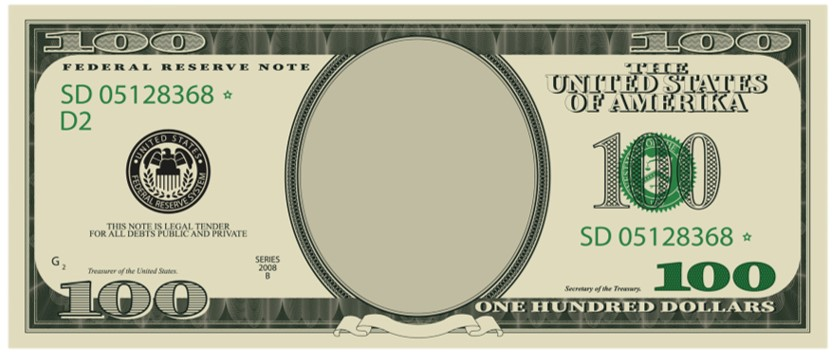 100
100
FEDERAL RESERVE NOTE
THE
UNITED STATES
OF AMERIKA
SD 05128368 ☆
D2
UNITED STATES
FEDERAL RESERVE SYSTEM
100
THIS NOTE IS LEGAL TENDER
FOR ALL DEBTS PUBLIC AND PRIVATE
SD 05128368 ☆
G 2
Treasurer of the United States.
SERIES
2008
B
Secretary of the Treasury.
100
100
ONE HUNDRED DOLLARS